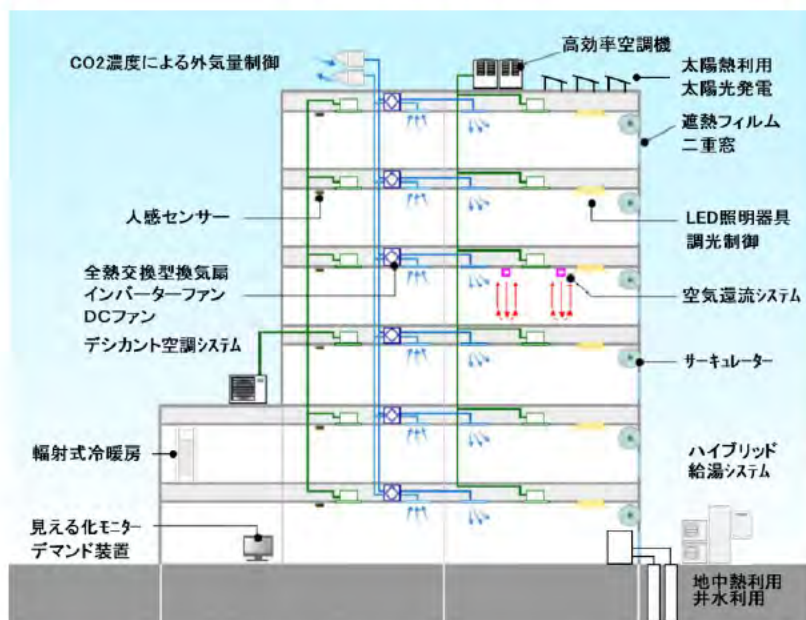 高効率空調機
CO2濃度による外気量制御
太陽熱利用
太陽光発電
遮熱フィルム
二重窓
人感センサー
LED照明器具
調光制御
全熱交換型換気扇
インバーターファン
DCファン
空気還流システム
デシカント空調システム
サーキュレーター
輻射式冷暖房
ハイブリッド
給湯システム
見える化モニター
デマンド装置
地中熱利用
井水利用